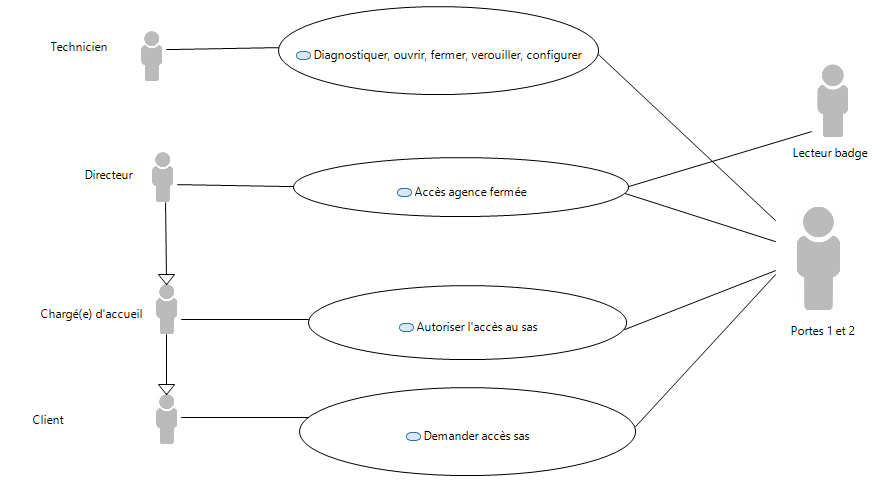 Technicien
Diagnostiquer, ouvrir, fermer, verouiller, configurer
Lecteur badge
Directeur
Accès agence fermée
Chargé(e) d'accueil
Autoriser l'accès au sas
Portes 1 et 2
Client
Demander accès sas